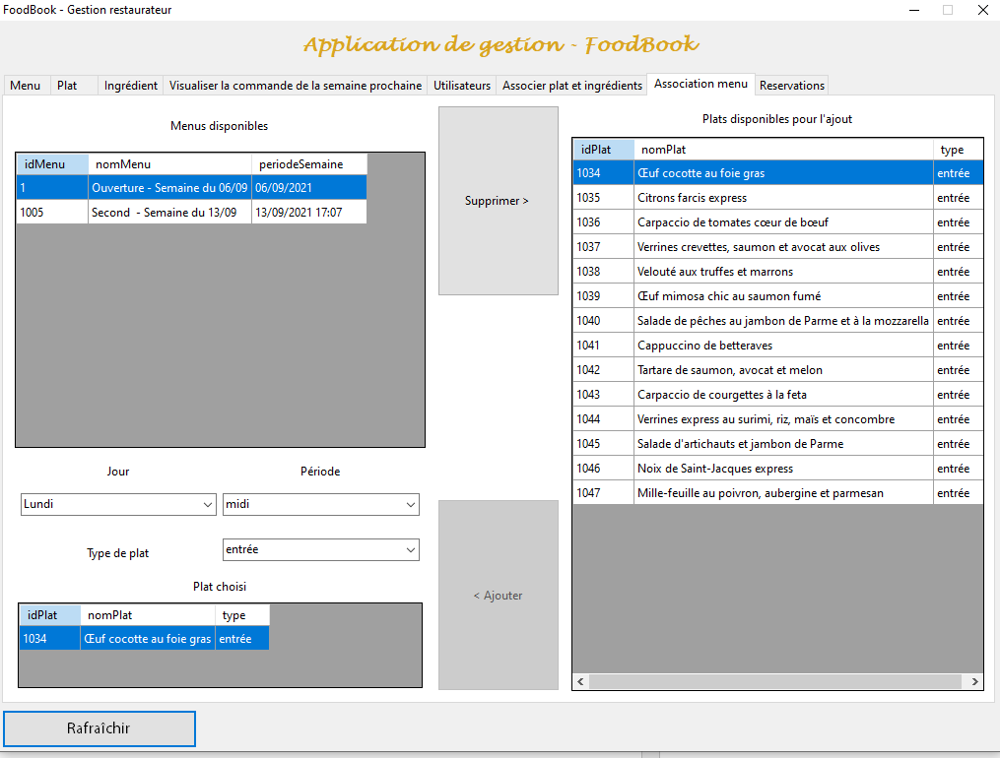 FoodBook - Gestion restaurateur
Application de gestion - FoodBook
Menu Plat Ingrédient Visualiser la commande de la semaine prochaine Utilisateurs Associer plat et ingrédients Association menu Reservations
Menus disponibles
idMenu nomMenu periodeSemaine
1 Ouverture - Semaine du 06/09 06/09/2021
1005 Second - Semaine du 13/09 13/09/2021 17:07
Jour Période
Lundi midi
Type de plat entrée
Plat choisi
idPlat nomPlat type
1034 Œuf cocotte au foie gras entrée
Supprimer >
< Ajouter
Plats disponibles pour l'ajout
idPlat nomPlat type
1034 Œuf cocotte au foie gras entrée
1035 Citrons farcis express entrée
1036 Carpaccio de tomates cœur de bœuf entrée
1037 Verrines crevettes, saumon et avocat aux olives entrée
1038 Velouté aux truffes et marrons entrée
1039 Œuf mimosa chic au saumon fumé entrée
1040 Salade de pêches au jambon de Parme et à la mozzarella entrée
1041 Cappuccino de betteraves entrée
1042 Tartare de saumon, avocat et melon entrée
1043 Carpaccio de courgettes à la feta entrée
1044 Verrines express au surimi, riz, maïs et concombre entrée
1045 Salade d'artichauts et jambon de Parme entrée
1046 Noix de Saint-Jacques express entrée
1047 Mille-feuille au poivron, aubergine et parmesan entrée
Rafraîchir